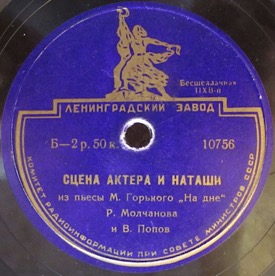 Бесшеллачная
ПХВ-я
ЛЕНИНГРАДСКИЙ ЗАВОД
Б—2 р. 50 к.
10756
СЦЕНА АКТЕРА И НАТАШИ
из пьесы М. Горького „На дне"
Р. Молчанова
и В. Попов
КОМИТЕТ РАДИОИНФОРМАЦИИ ПРИ СОВЕТЕ МИНИСТРОВ СССР